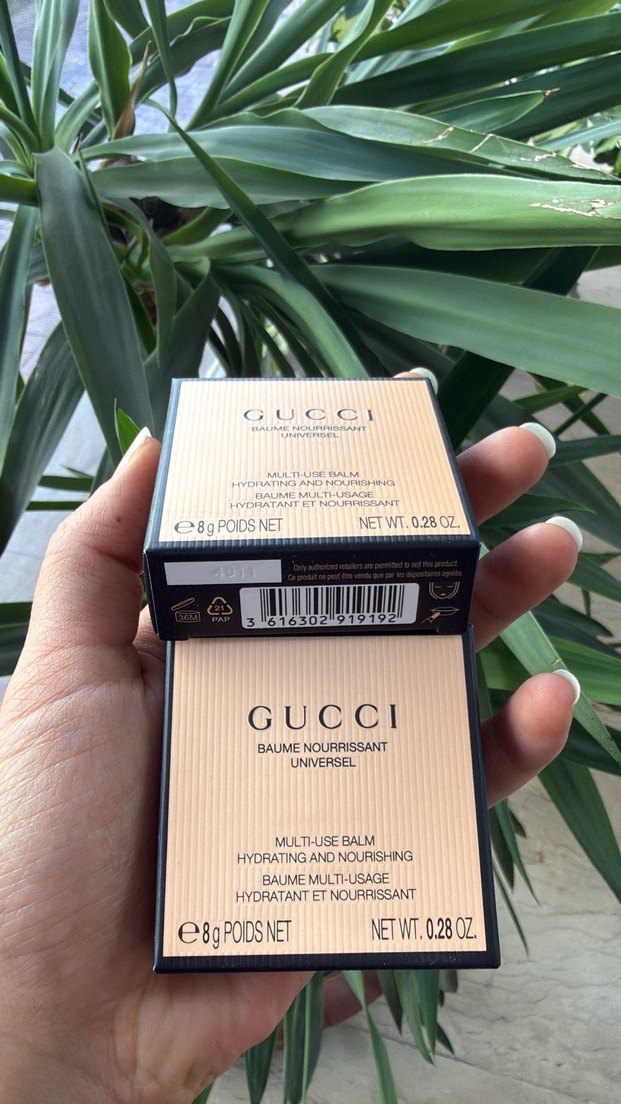 GUCCI
BAUME NOURRISSANT
UNIVERSEL
MULTI-USE BALM
HYDRATING AND NOURISHING
BAUME MULTI-USAGE
HYDRATANT ET NOURRISSANT
℮8g POIDS NET NET WT. 0.28 OZ.
4011
Only authorized retailers are permitted to sell this product.
Ce produit ne peut être vendu que par les dépositaires agréés.
36M
21
PAP
3 616302 919192
GUCCI
BAUME NOURRISSANT
UNIVERSEL
MULTI-USE BALM
HYDRATING AND NOURISHING
BAUME MULTI-USAGE
HYDRATANT ET NOURRISSANT
℮8g POIDS NET NET WT. 0.28 OZ.